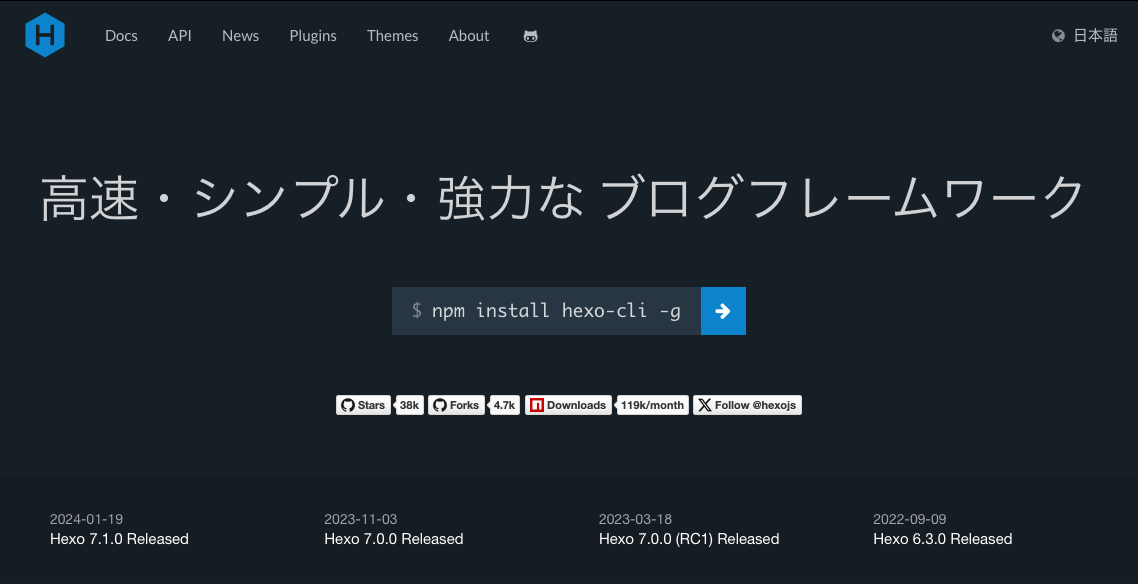 H Docs API News Plugins Themes About 日本語
高速・シンプル・強力な ブログフレームワーク
$ npm install hexo-cli -g
Stars 38k Forks 4.7k Downloads 119k/month Follow @hexojs
2024-01-19 2023-11-03 2023-03-18 2022-09-09
Hexo 7.1.0 Released Hexo 7.0.0 Released Hexo 7.0.0 (RC1) Released Hexo 6.3.0 Released